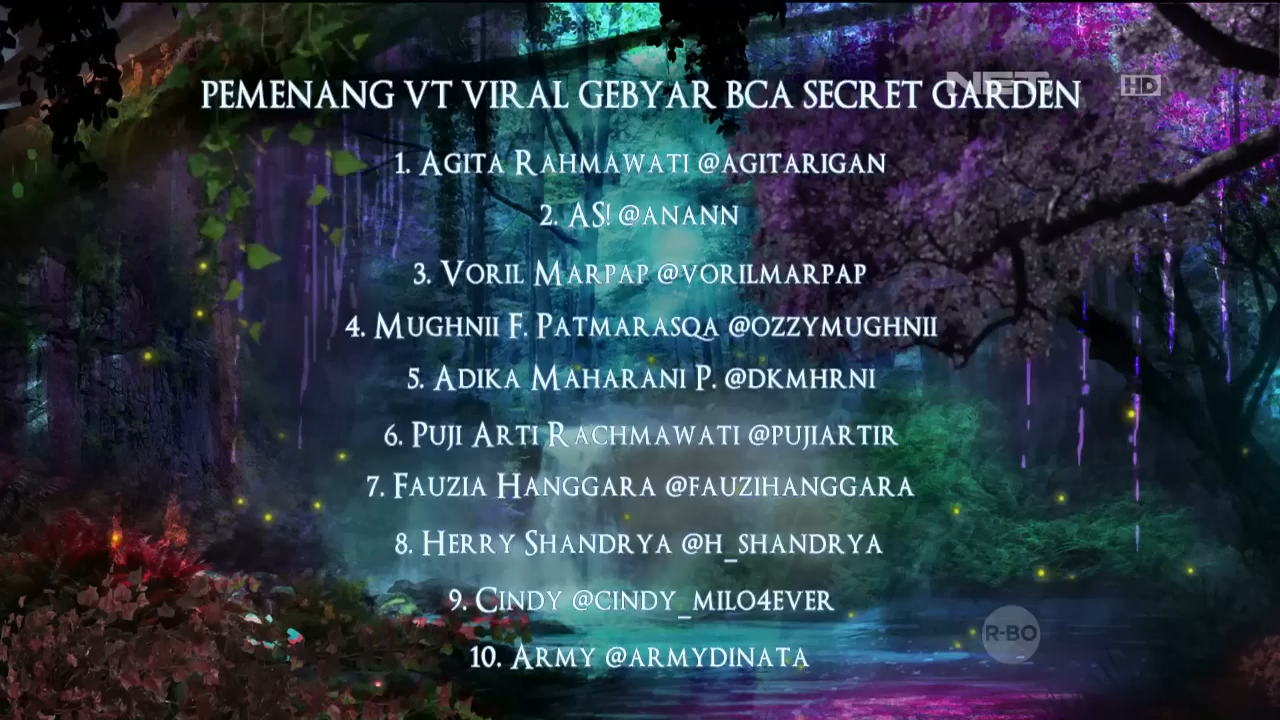 PEMENANG VT VIRAL GEBYAR BCA SECRET GARDEN
NET. HD
1. AGITA RAHMAWATI @AGITARIGAN
2. AS! @ANANN
3. VORIL MARPAP @VORILMARPAP
4. MUGHNII F. PATMARASQA @OZZYMUGHNII
5. ADIKA MAHARANI P. @DKMHRNI
6. PUJI ARTI RACHMAWATI @PUJIARTIR
7. FAUZIA HANGGARA @FAUZIHANGGARA
8. HERRY SHANDRYA @H_SHANDRYA
9. CINDY @CINDY_MILO4EVER
10. ARMY @ARMYDINATA
R-BO